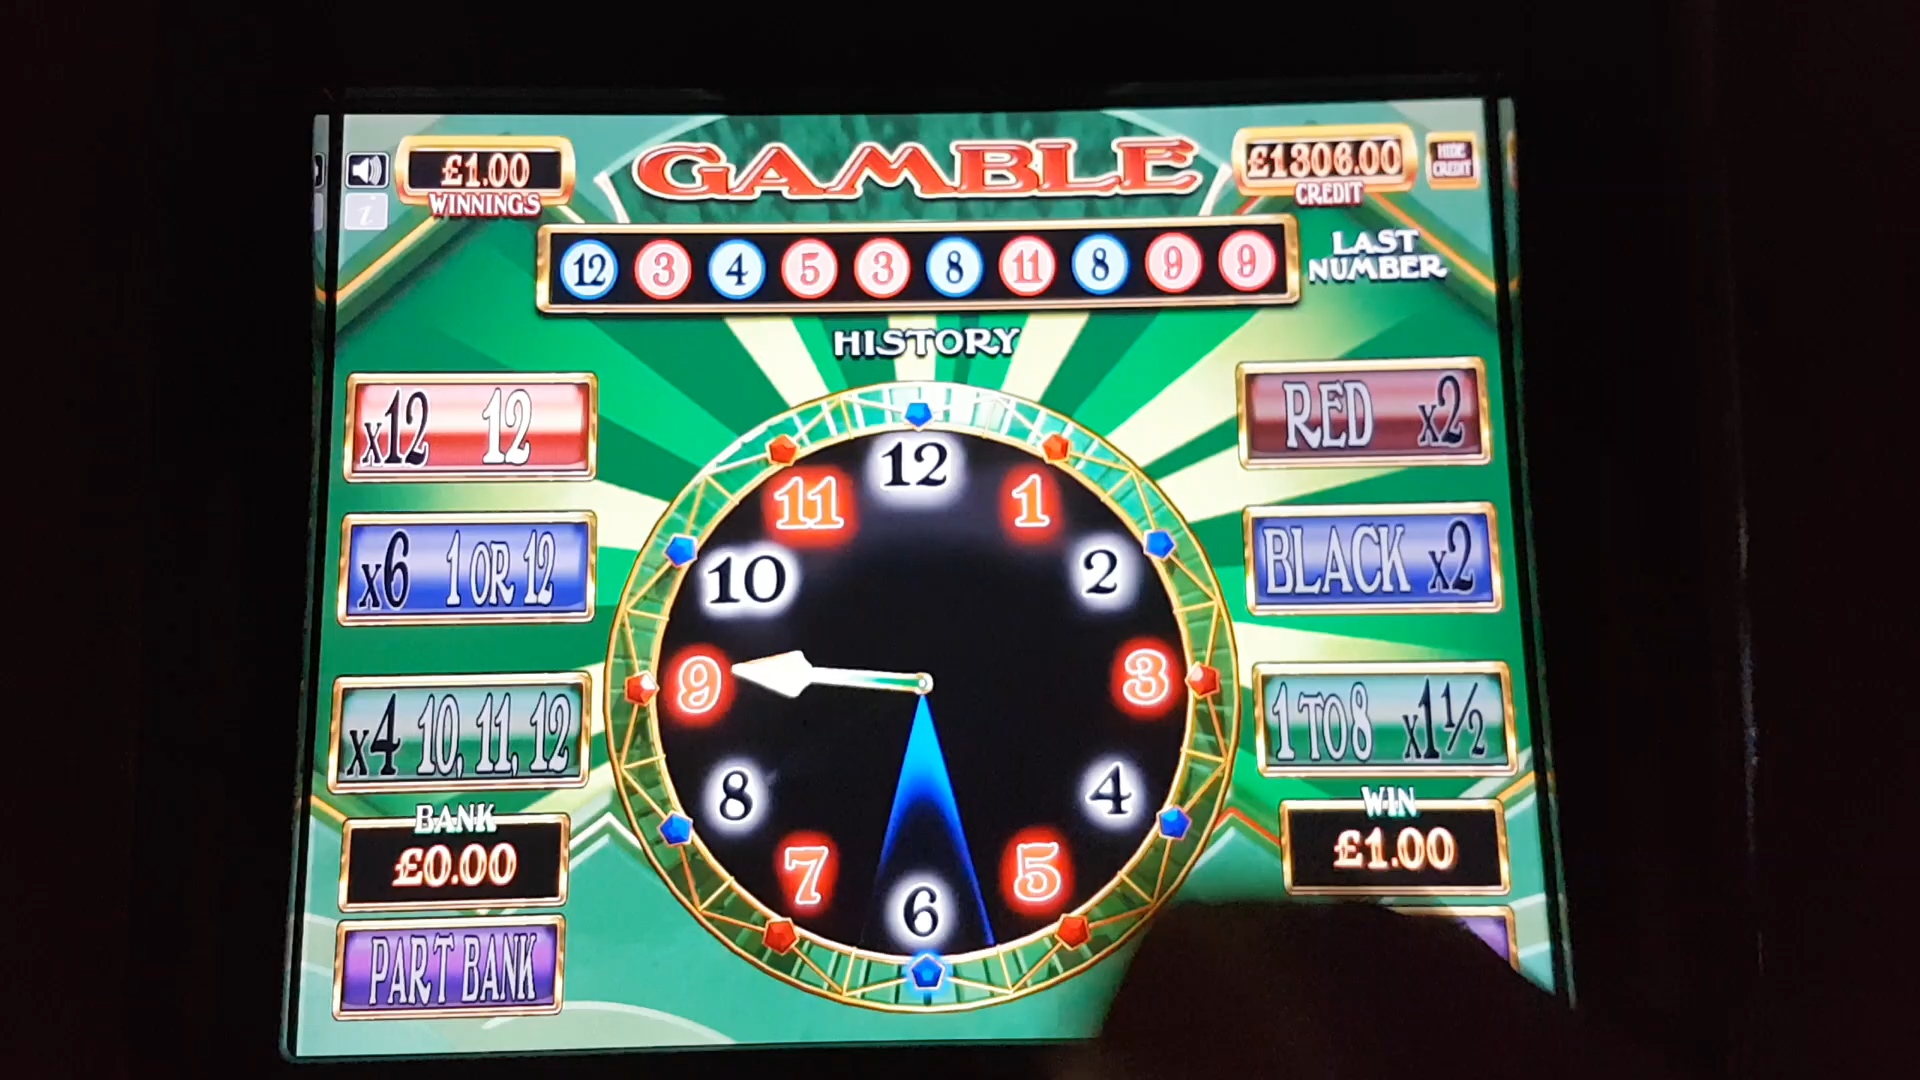 £1.00
WINNINGS
GAMBLE
£1306.00
CREDIT
HIDE
CREDIT
i
12 3 4 5 3 8 11 8 9 9
LAST
NUMBER
HISTORY
x12 12
RED x2
x6 1 OR 12
BLACK x2
x4 10, 11, 12
1 TO 8 x1½
12
1
2
3
4
5
6
7
8
9
10
11
BANK
£0.00
WIN
£1.00
PART BANK